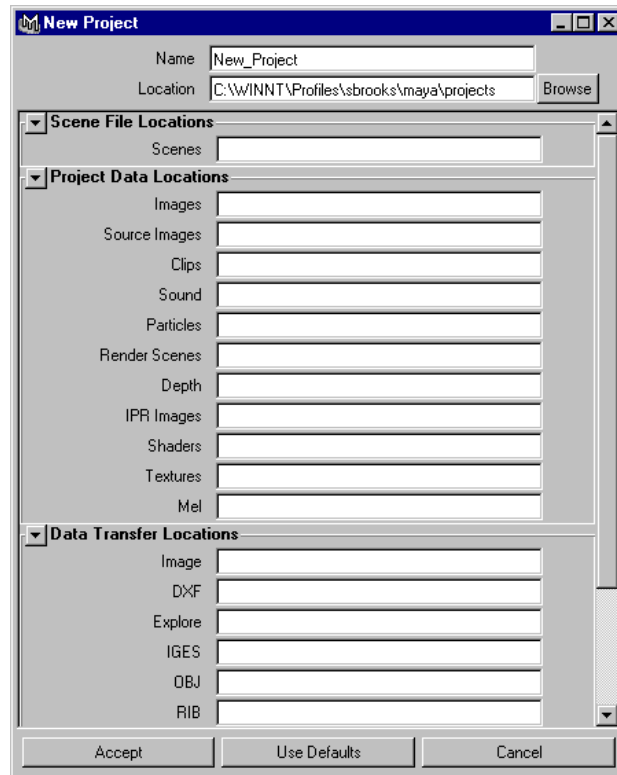 New Project
Name New_Project
Location C:\WINNT\Profiles\sbrooks\maya\projects Browse
Scene File Locations
Scenes
Project Data Locations
Images
Source Images
Clips
Sound
Particles
Render Scenes
Depth
IPR Images
Shaders
Textures
Mel
Data Transfer Locations
Image
DXF
Explore
IGES
OBJ
RIB
Accept Use Defaults Cancel